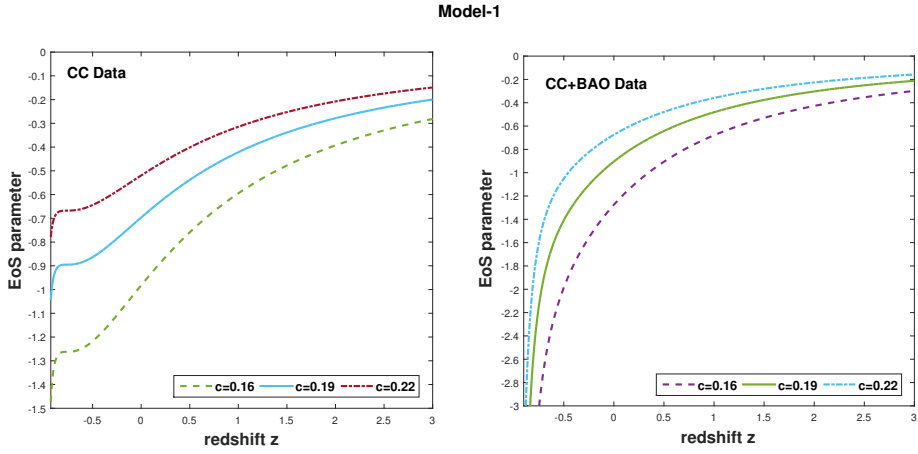 Model-1
CC Data
EoS parameter
0
-0.1
-0.2
-0.3
-0.4
-0.5
-0.6
-0.7
-0.8
-0.9
-1
-1.1
-1.2
-1.3
-1.4
-1.5
-0.5 0 0.5 1 1.5 2 2.5 3
redshift z
c=0.16 c=0.19 c=0.22
CC+BAO Data
EoS parameter
0
-0.2
-0.4
-0.6
-0.8
-1
-1.2
-1.4
-1.6
-1.8
-2
-2.2
-2.4
-2.6
-2.8
-3
-0.5 0 0.5 1 1.5 2 2.5 3
redshift z
c=0.16 c=0.19 c=0.22